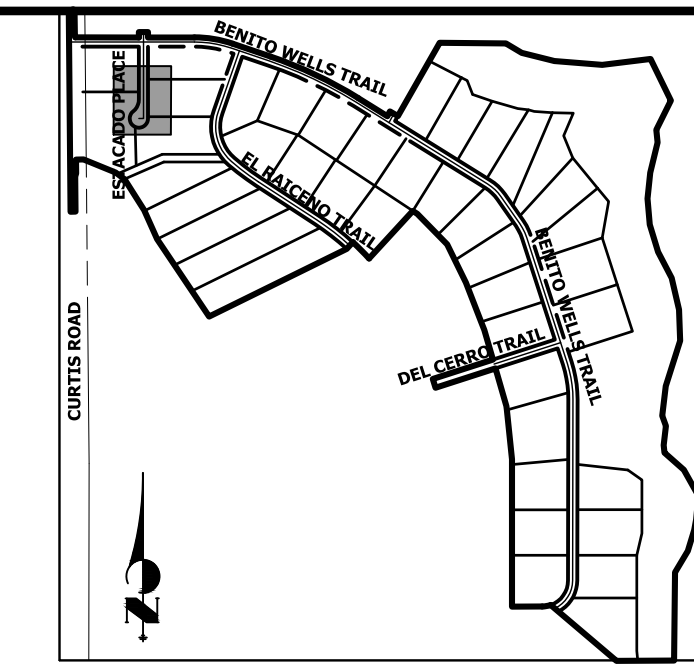 BENITO WELLS TRAIL
ESTACADO PLACE
EL RAICENO TRAIL
BENITO WELLS TRAIL
DEL CERRO TRAIL
CURTIS ROAD
N